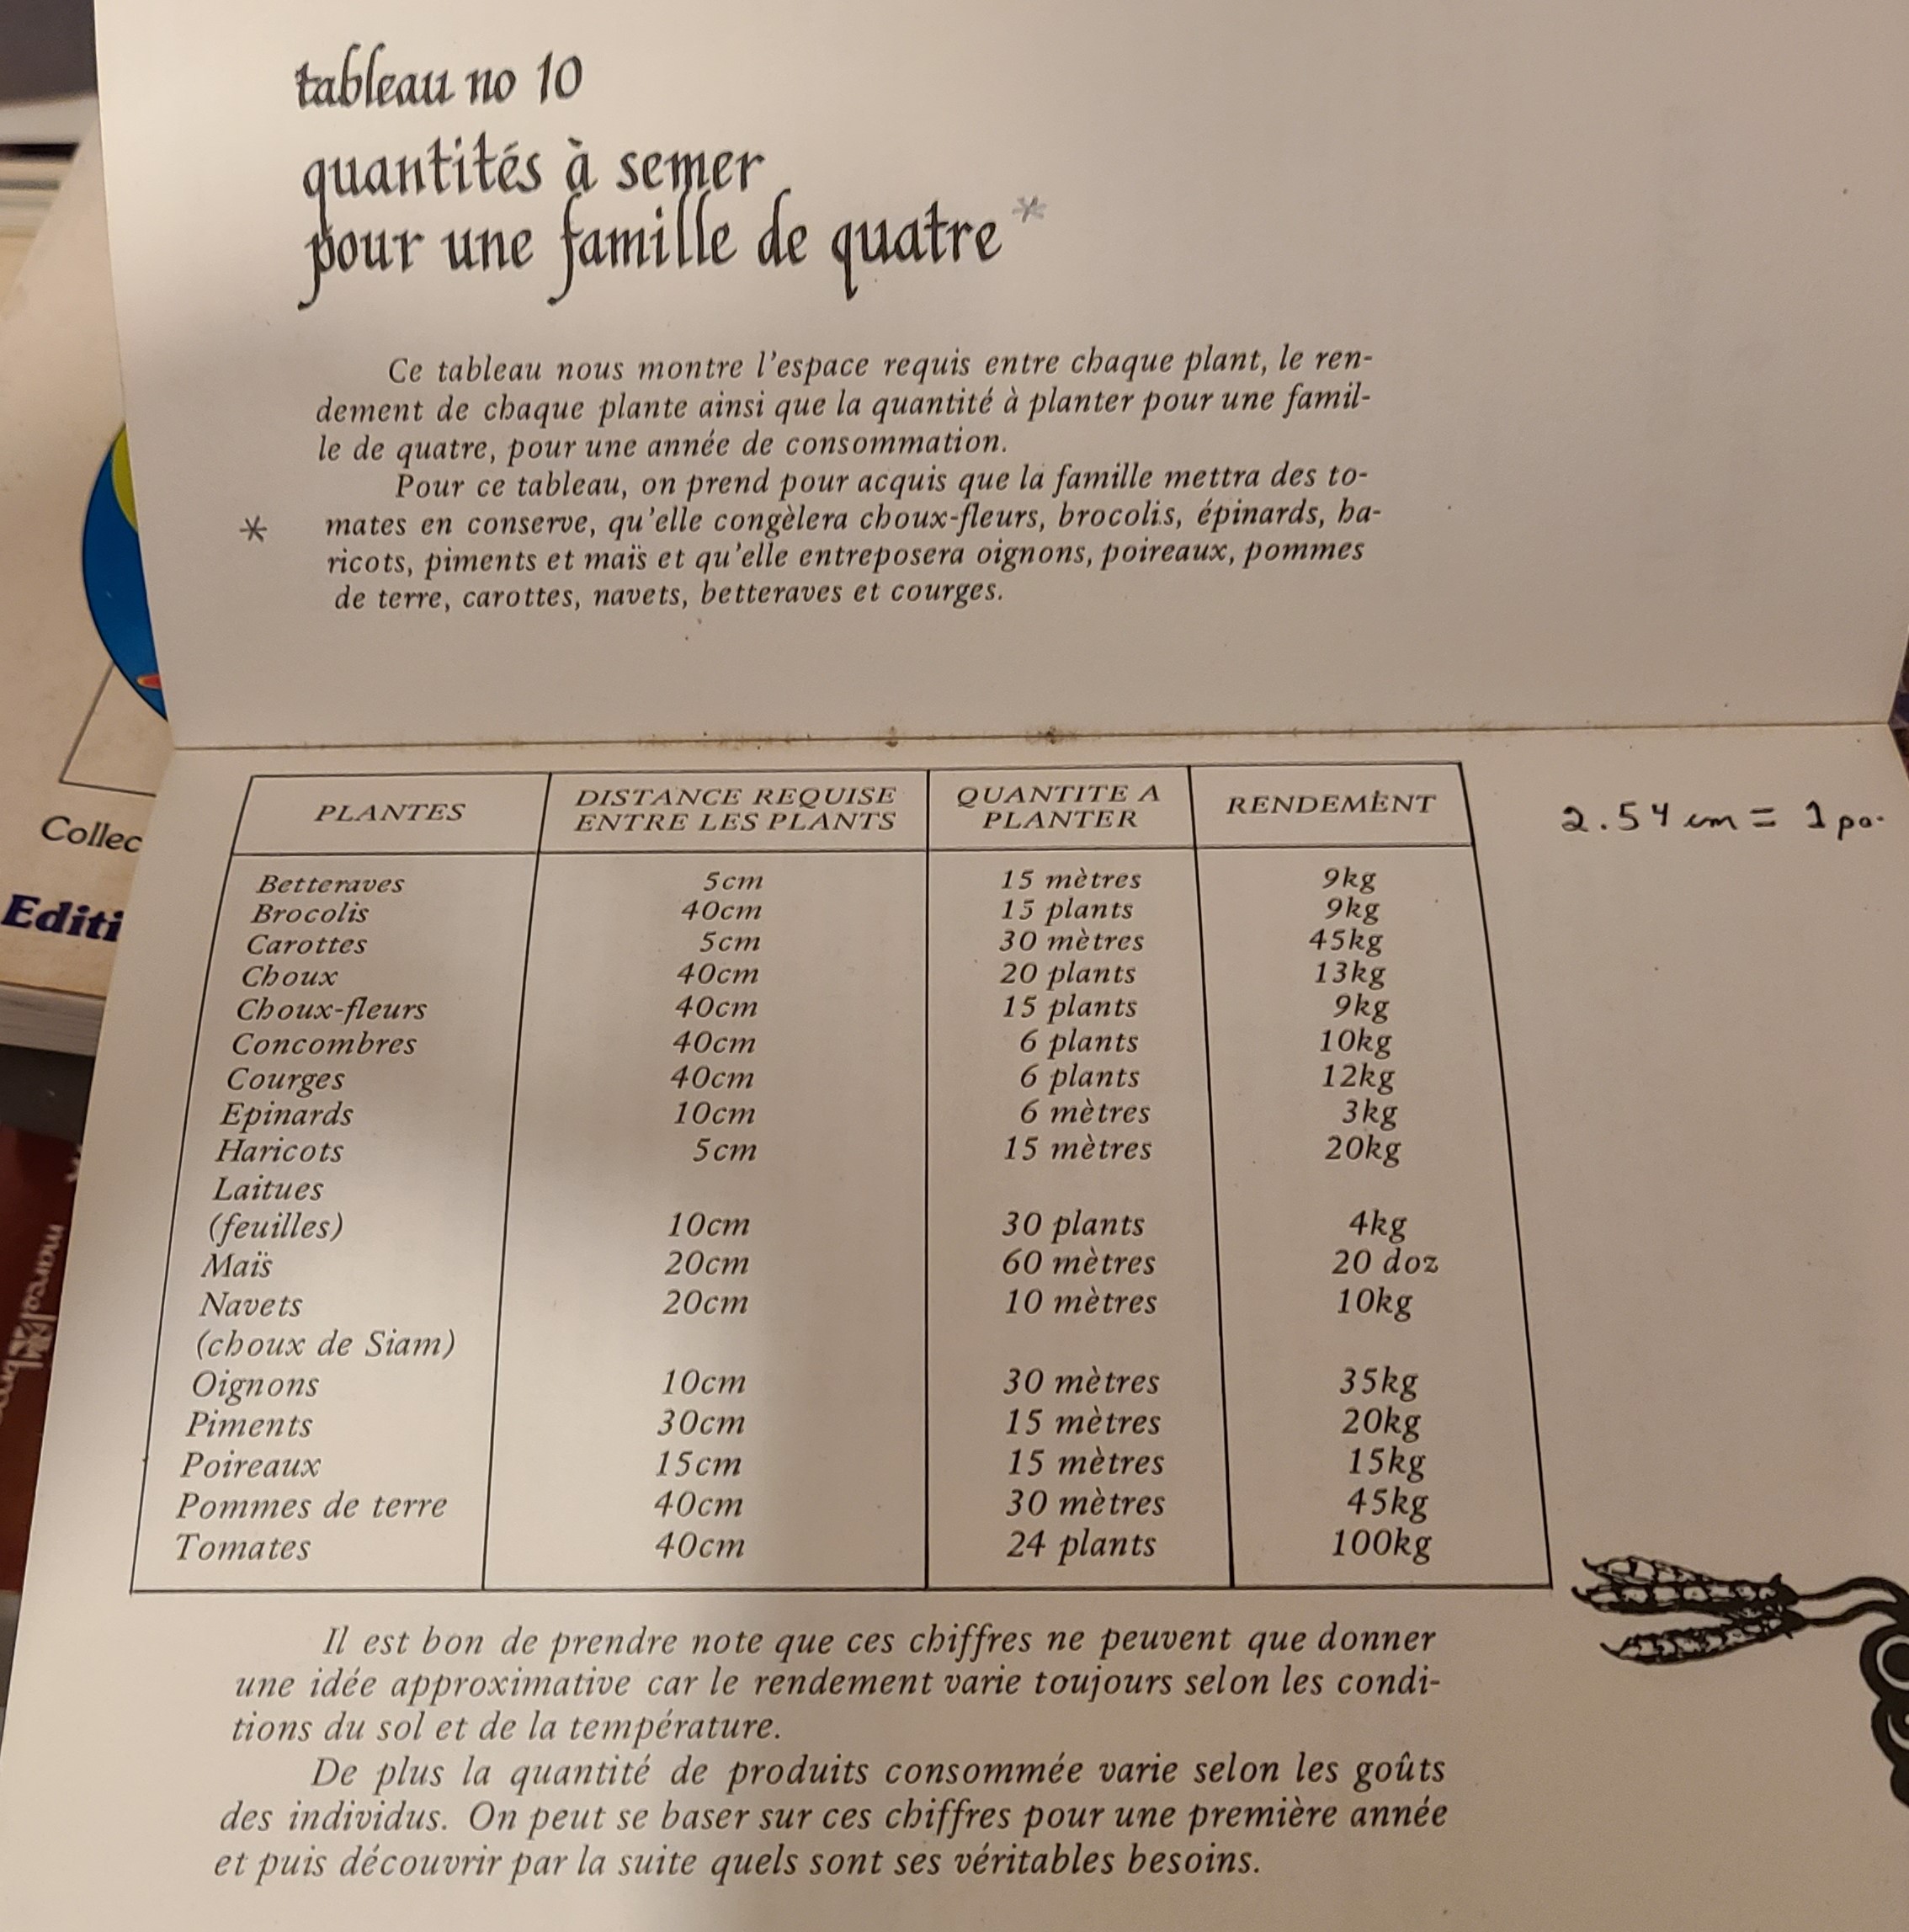 tableau no 10
quantités à semer
pour une famille de quatre *
Ce tableau nous montre l'espace requis entre chaque plant, le ren-
dement de chaque plante ainsi que la quantité à planter pour une famil-
le de quatre, pour une année de consommation.
Pour ce tableau, on prend pour acquis que la famille mettra des to-
* mates en conserve, qu'elle congèlera choux-fleurs, brocolis, épinards, ha-
ricots, piments et maïs et qu'elle entreposera oignons, poireaux, pommes
de terre, carottes, navets, betteraves et courges.
Collec
Editi
PLANTES DISTANCE REQUISE ENTRE LES PLANTS QUANTITE A PLANTER RENDEMENT
2.54 cm = 1 po.
Betteraves 5cm 15 mètres 9kg
Brocolis 40cm 15 plants 9kg
Carottes 5cm 30 mètres 45kg
Choux 40cm 20 plants 13kg
Choux-fleurs 40cm 15 plants 9kg
Concombres 40cm 6 plants 10kg
Courges 40cm 6 plants 12kg
Epinards 10cm 6 mètres 3kg
Haricots 5cm 15 mètres 20kg
Laitues
(feuilles) 10cm 30 plants 4kg
Maïs 20cm 60 mètres 20 doz
Navets 20cm 10 mètres 10kg
(choux de Siam)
Oignons 10cm 30 mètres 35kg
Piments 30cm 15 mètres 20kg
Poireaux 15cm 15 mètres 15kg
Pommes de terre 40cm 30 mètres 45kg
Tomates 40cm 24 plants 100kg
Il est bon de prendre note que ces chiffres ne peuvent que donner
une idée approximative car le rendement varie toujours selon les condi-
tions du sol et de la température.
De plus la quantité de produits consommée varie selon les goûts
des individus. On peut se baser sur ces chiffres pour une première année
et puis découvrir par la suite quels sont ses véritables besoins.